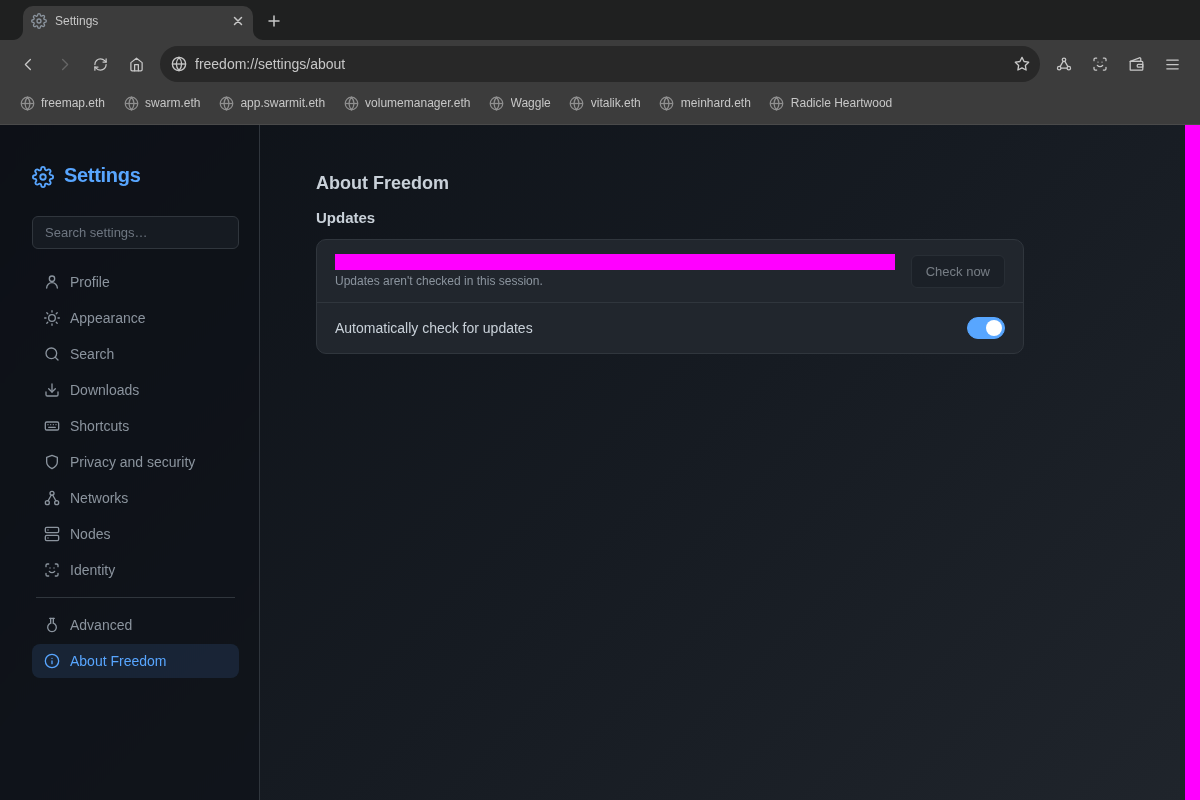 Settings
freedom://settings/about
freemap.eth swarm.eth app.swarmit.eth volumemanager.eth Waggle vitalik.eth meinhard.eth Radicle Heartwood
Settings
Search settings…
Profile
Appearance
Search
Downloads
Shortcuts
Privacy and security
Networks
Nodes
Identity
Advanced
About Freedom
About Freedom
Updates
Updates aren't checked in this session.
Check now
Automatically check for updates